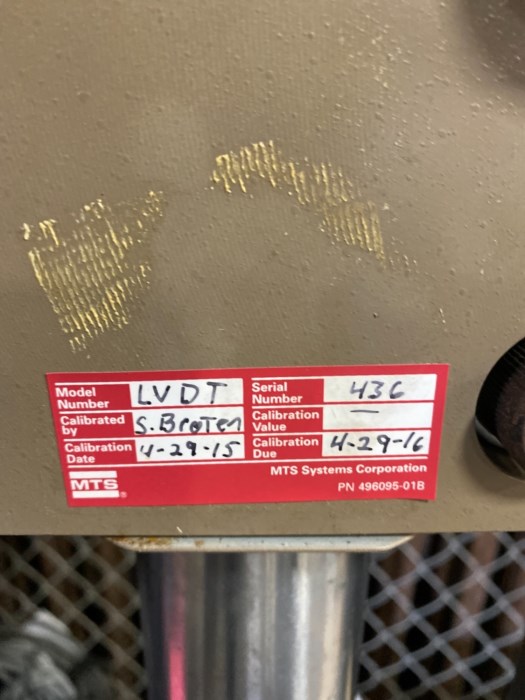 Model Number LVDT Serial Number 436
Calibrated by S. Broten Calibration Value —
Calibration Date 4-29-15 Calibration Due 4-29-16
MTS Systems Corporation
MTS® PN 496095-01B